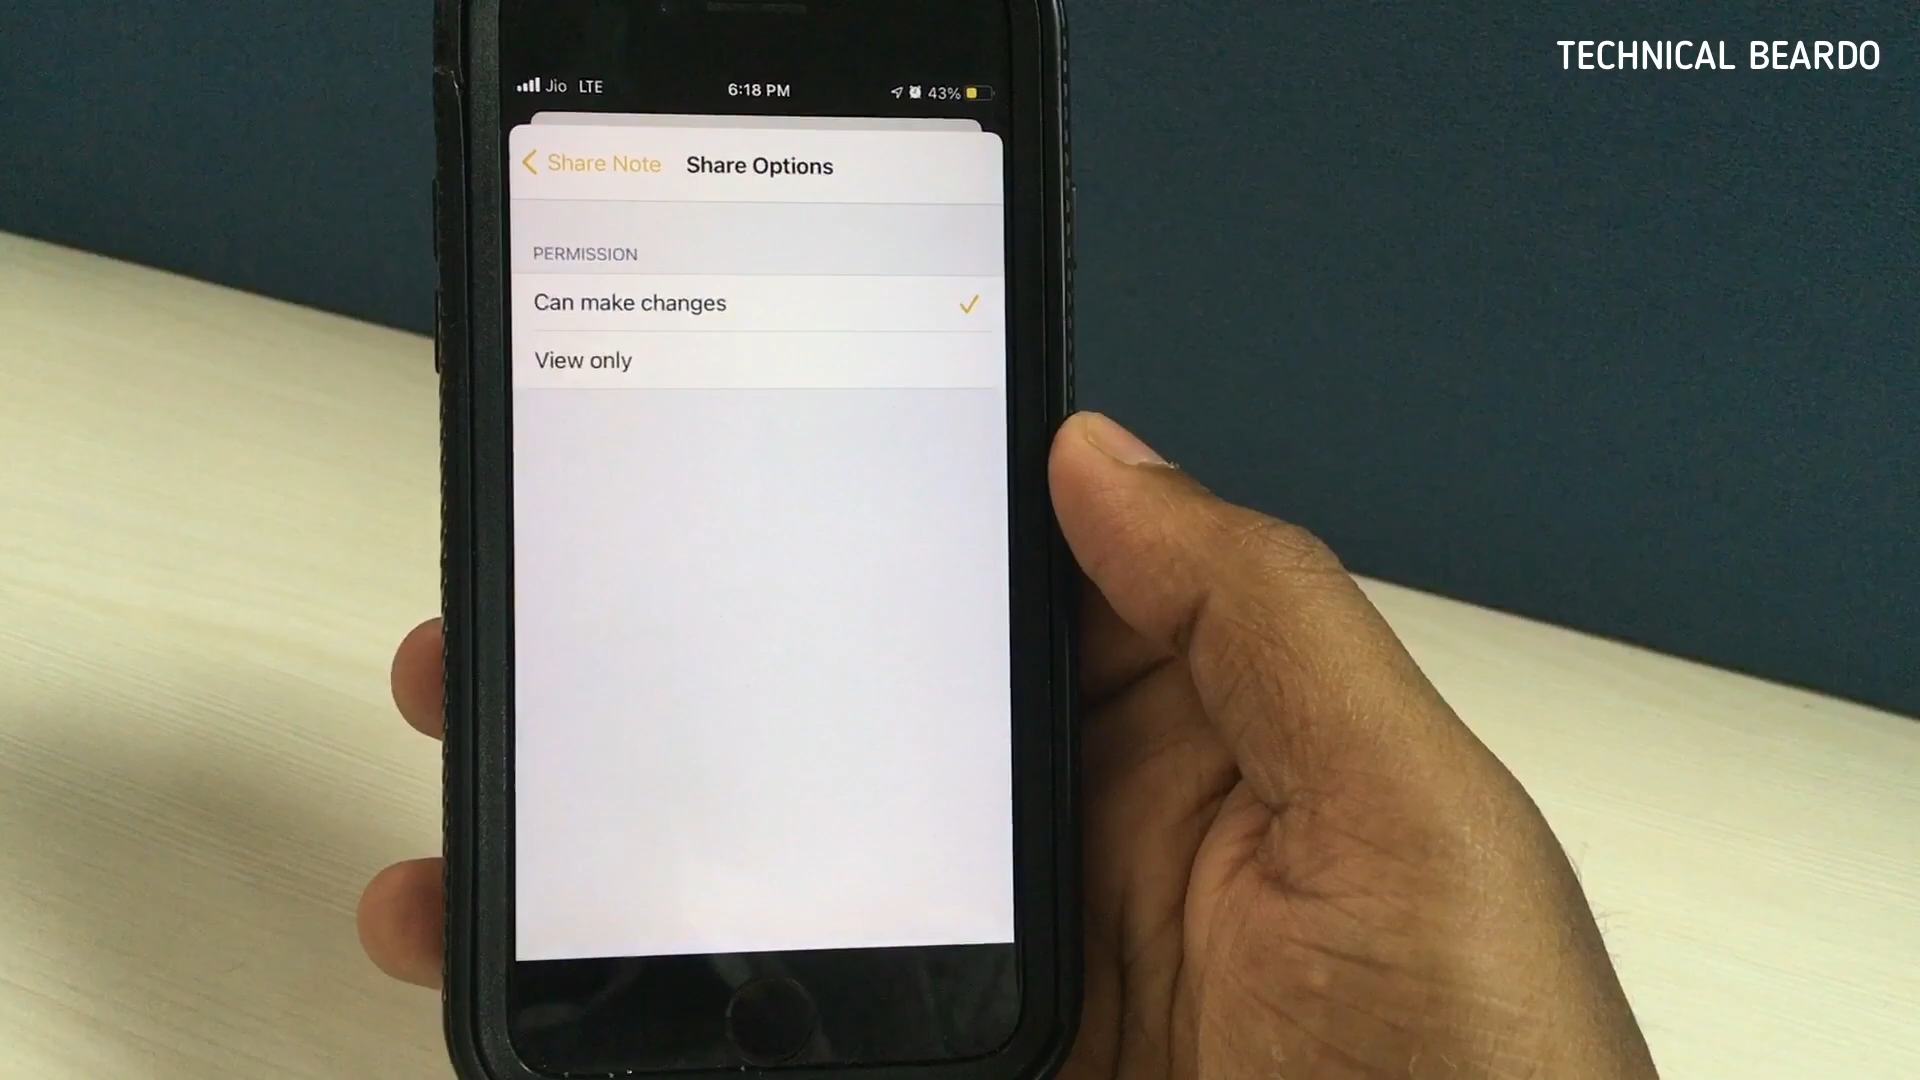 TECHNICAL BEARDO
Jio LTE 6:18 PM 43%
Share Note Share Options
PERMISSION
Can make changes
View only